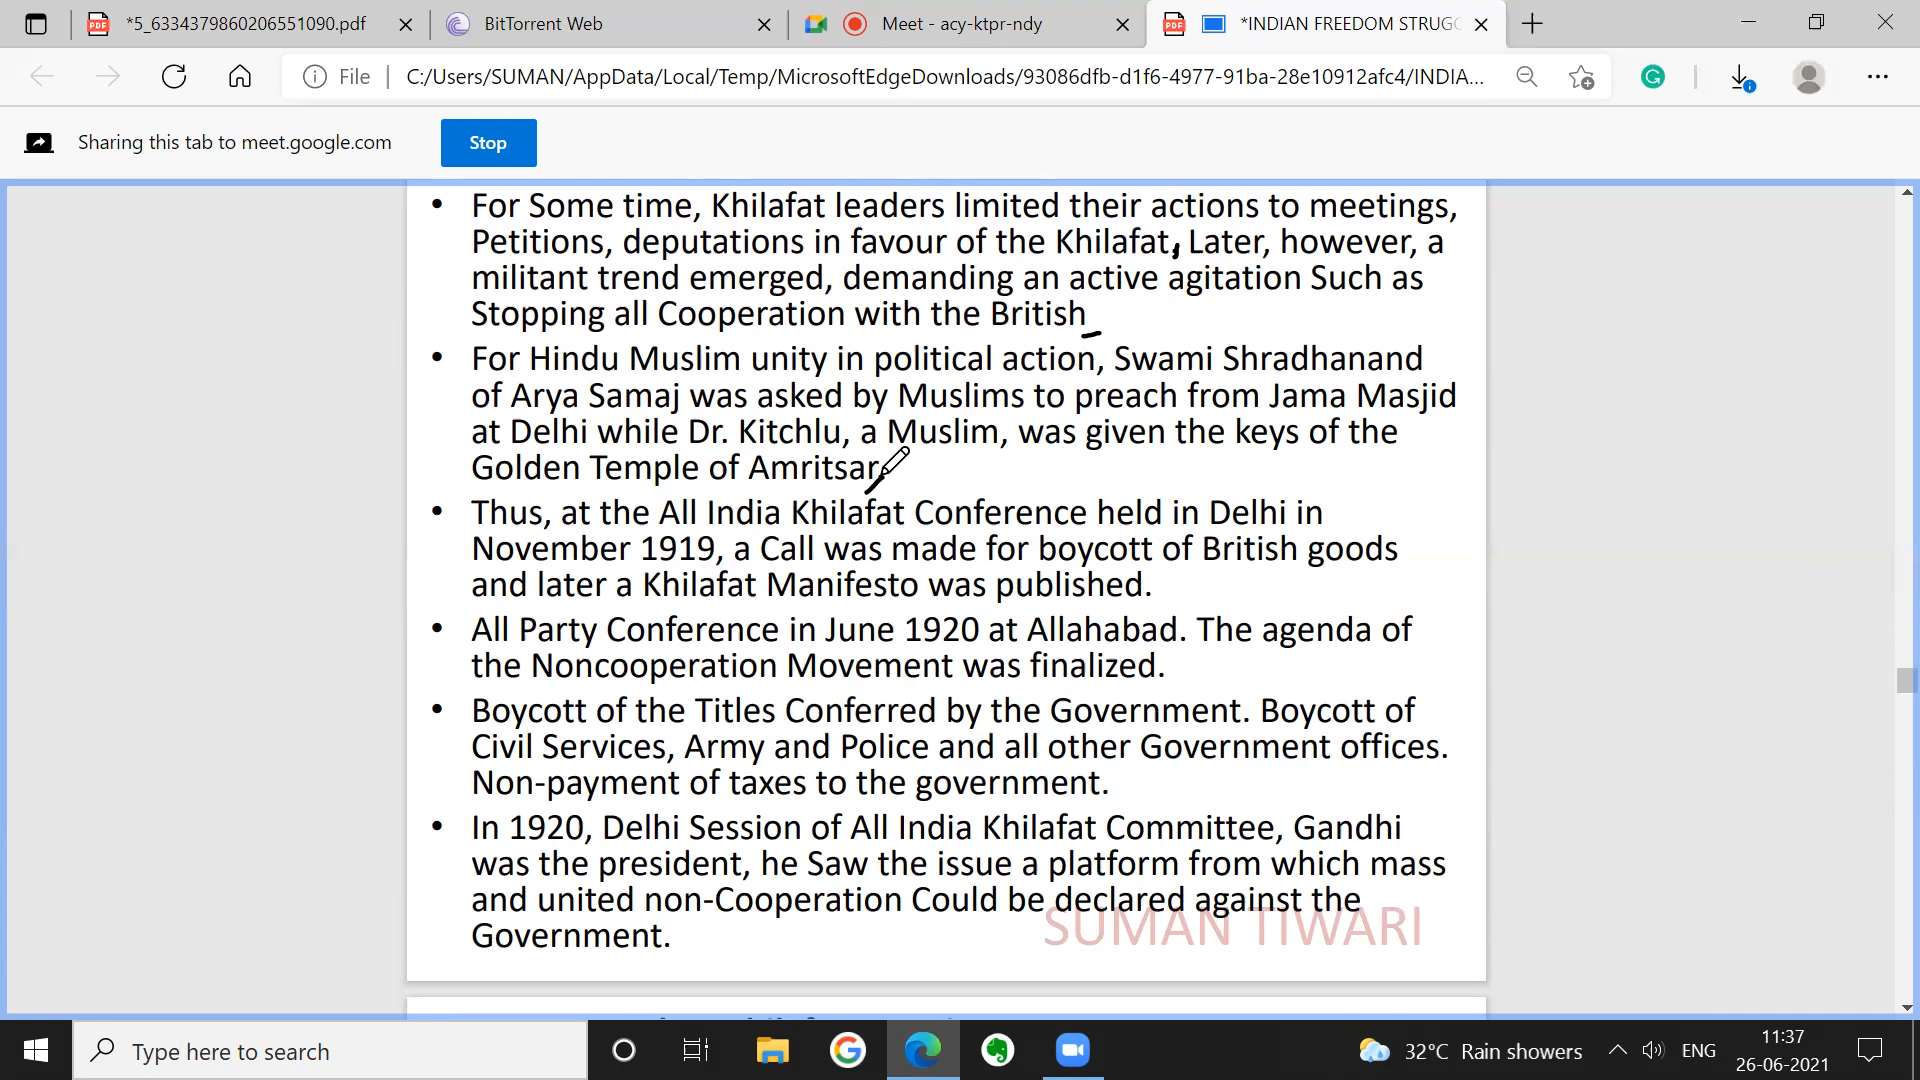 *5_6334379860206551090.pdf
BitTorrent Web
Meet - acy-ktpr-ndy
*INDIAN FREEDOM STRUGG
File
C:/Users/SUMAN/AppData/Local/Temp/MicrosoftEdgeDownloads/93086dfb-d1f6-4977-91ba-28e10912afc4/INDIA...
Sharing this tab to meet.google.com
Stop
• For Some time, Khilafat leaders limited their actions to meetings,
Petitions, deputations in favour of the Khilafat, Later, however, a
militant trend emerged, demanding an active agitation Such as
Stopping all Cooperation with the British
• For Hindu Muslim unity in political action, Swami Shradhanand
of Arya Samaj was asked by Muslims to preach from Jama Masjid
at Delhi while Dr. Kitchlu, a Muslim, was given the keys of the
Golden Temple of Amritsar.
• Thus, at the All India Khilafat Conference held in Delhi in
November 1919, a Call was made for boycott of British goods
and later a Khilafat Manifesto was published.
• All Party Conference in June 1920 at Allahabad. The agenda of
the Noncooperation Movement was finalized.
• Boycott of the Titles Conferred by the Government. Boycott of
Civil Services, Army and Police and all other Government offices.
Non-payment of taxes to the government.
• In 1920, Delhi Session of All India Khilafat Committee, Gandhi
was the president, he Saw the issue a platform from which mass
and united non-Cooperation Could be declared against the
Government.
SUMAN TIWARI
Type here to search
32°C Rain showers
ENG
11:37
26-06-2021